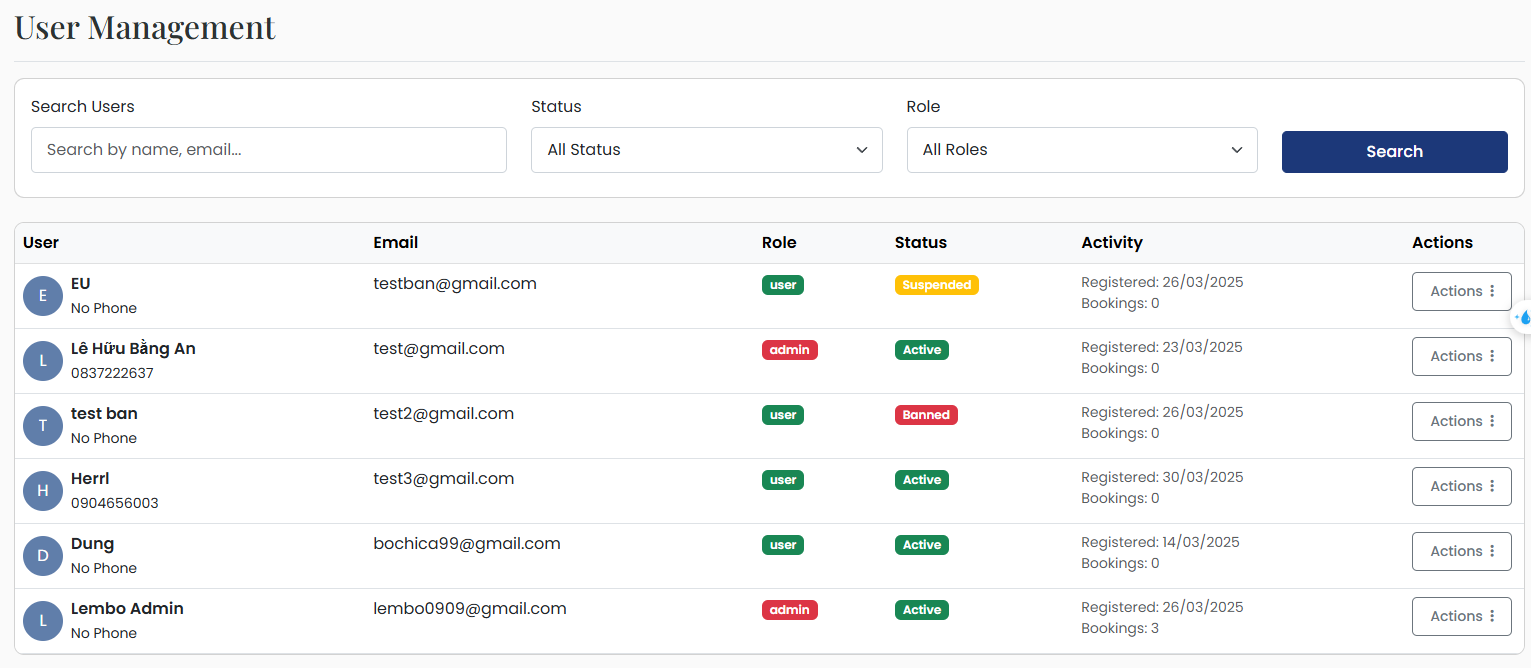 User Management
Search Users Status Role
Search by name, email... All Status All Roles Search
User Email Role Status Activity Actions
E EU testban@gmail.com user Suspended Registered: 26/03/2025 Actions
No Phone Bookings: 0
L Lê Hữu Bằng An test@gmail.com admin Active Registered: 23/03/2025 Actions
0837222637 Bookings: 0
T test ban test2@gmail.com user Banned Registered: 26/03/2025 Actions
No Phone Bookings: 0
H Herrl test3@gmail.com user Active Registered: 30/03/2025 Actions
0904656003 Bookings: 0
D Dung bochica99@gmail.com user Active Registered: 14/03/2025 Actions
No Phone Bookings: 0
L Lembo Admin lembo0909@gmail.com admin Active Registered: 26/03/2025 Actions
No Phone Bookings: 3